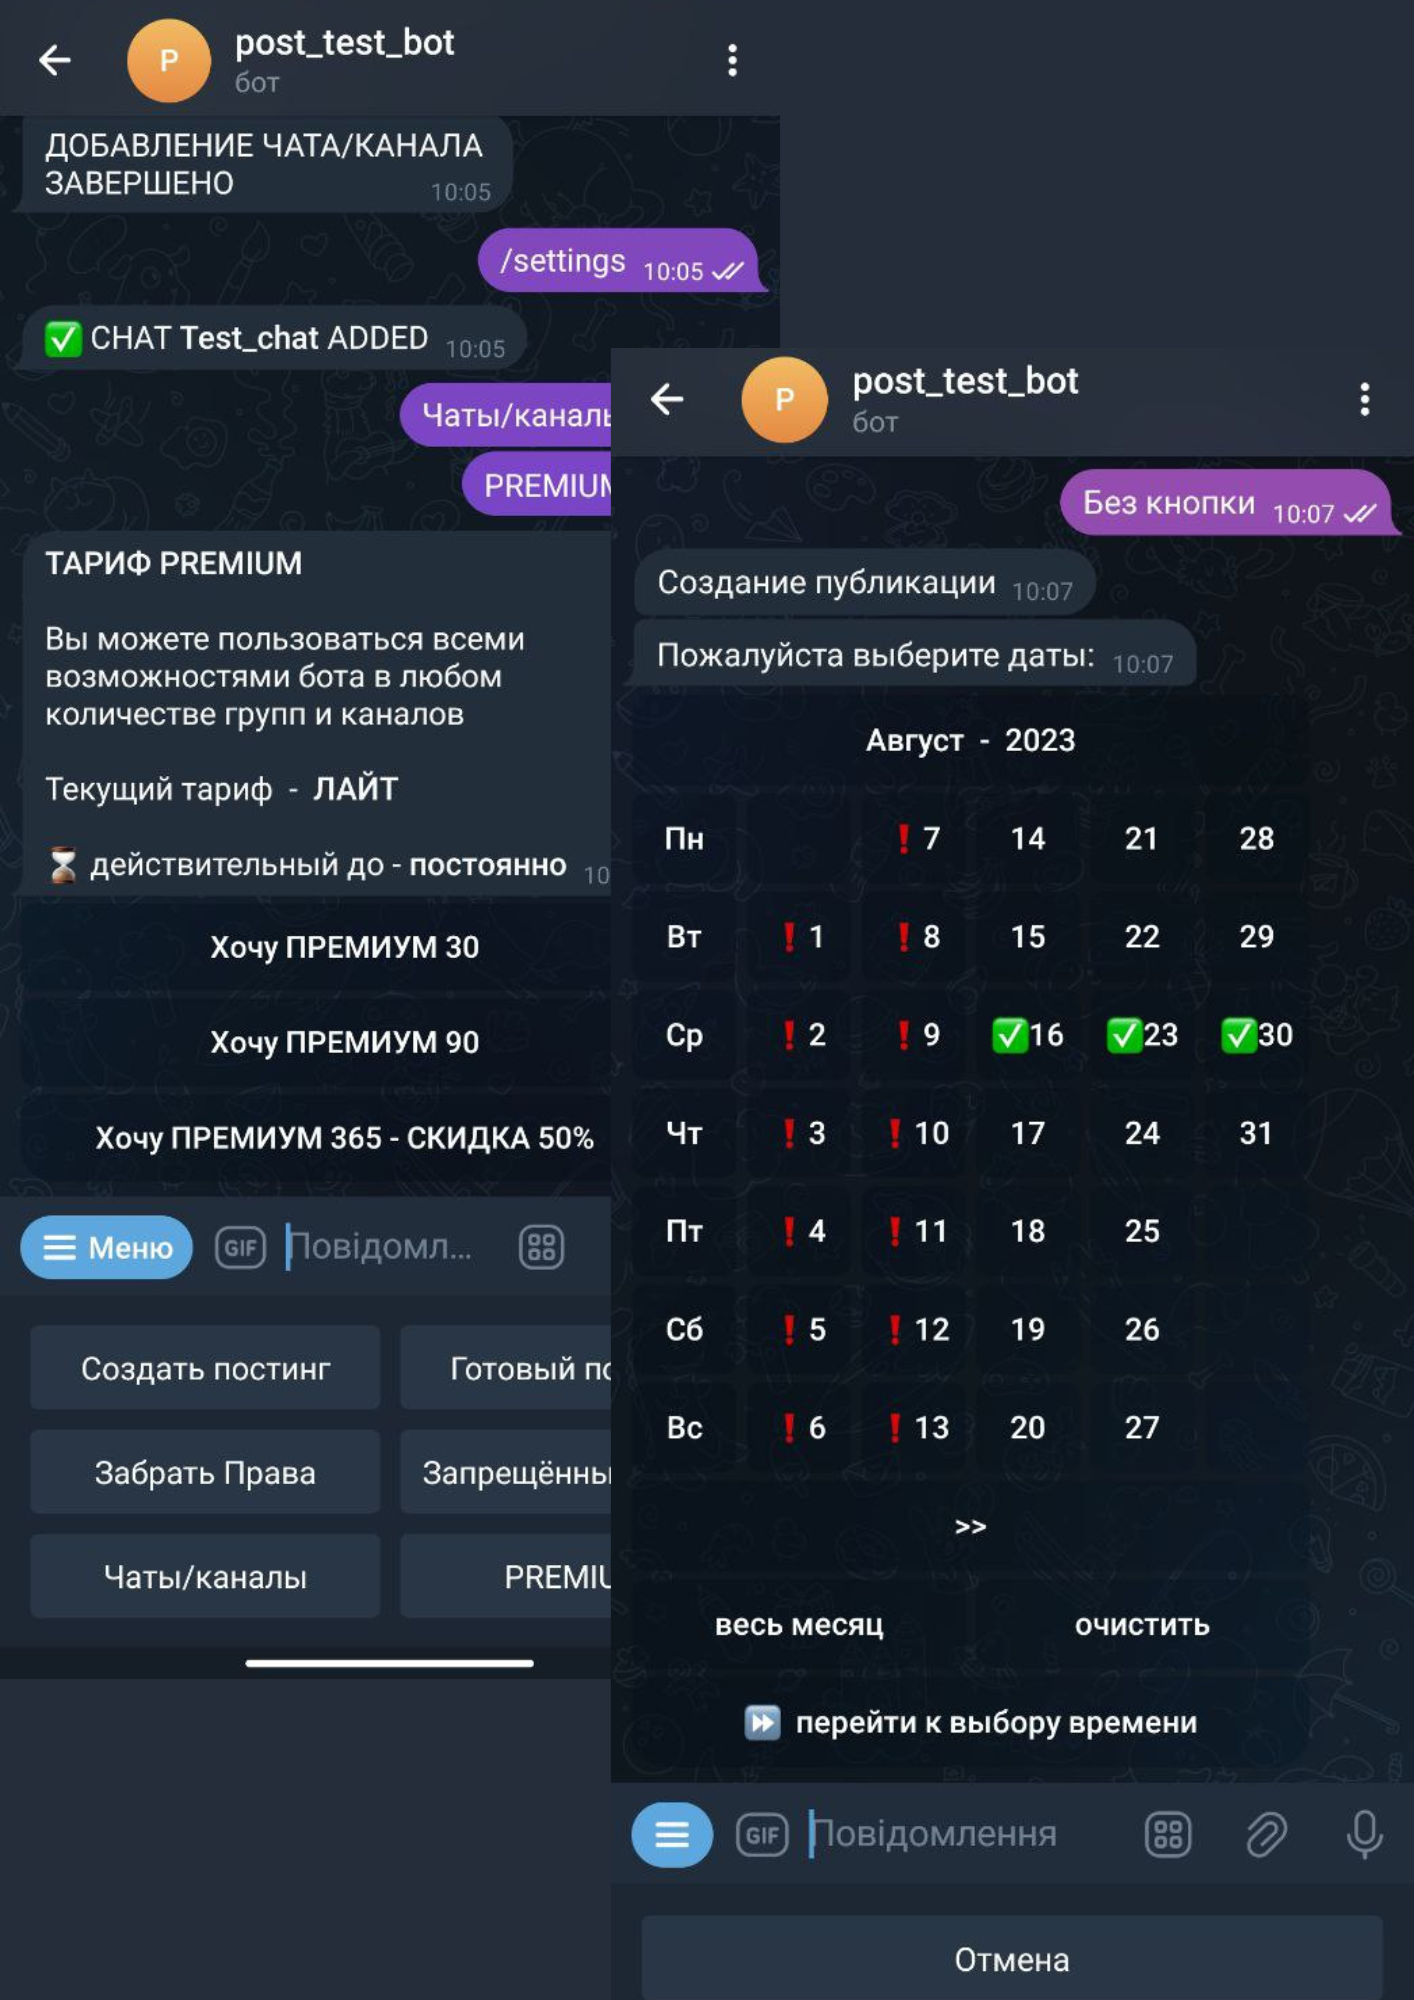 P
post_test_bot
бот
ДОБАВЛЕНИЕ ЧАТА/КАНАЛА
ЗАВЕРШЕНО 10:05
/settings 10:05
✅ CHAT Test_chat ADDED 10:05
Чаты/каналы
PREMIUM
ТАРИФ PREMIUM
Вы можете пользоваться всеми
возможностями бота в любом
количестве групп и каналов
Текущий тариф - ЛАЙТ
⏳ действительный до - постоянно 10
Хочу ПРЕМИУМ 30
Хочу ПРЕМИУМ 90
Хочу ПРЕМИУМ 365 - СКИДКА 50%
Меню GIF Повідомл...
Создать постинг Готовый по
Забрать Права Запрещённы
Чаты/каналы PREMIU
P
post_test_bot
бот
Без кнопки 10:07
Создание публикации 10:07
Пожалуйста выберите даты: 10:07
Август - 2023
Пн ❗7 14 21 28
Вт ❗1 ❗8 15 22 29
Ср ❗2 ❗9 ✅16 ✅23 ✅30
Чт ❗3 ❗10 17 24 31
Пт ❗4 ❗11 18 25
Сб ❗5 ❗12 19 26
Вс ❗6 ❗13 20 27
>>
весь месяц очистить
⏩ перейти к выбору времени
GIF Повідомлення
Отмена